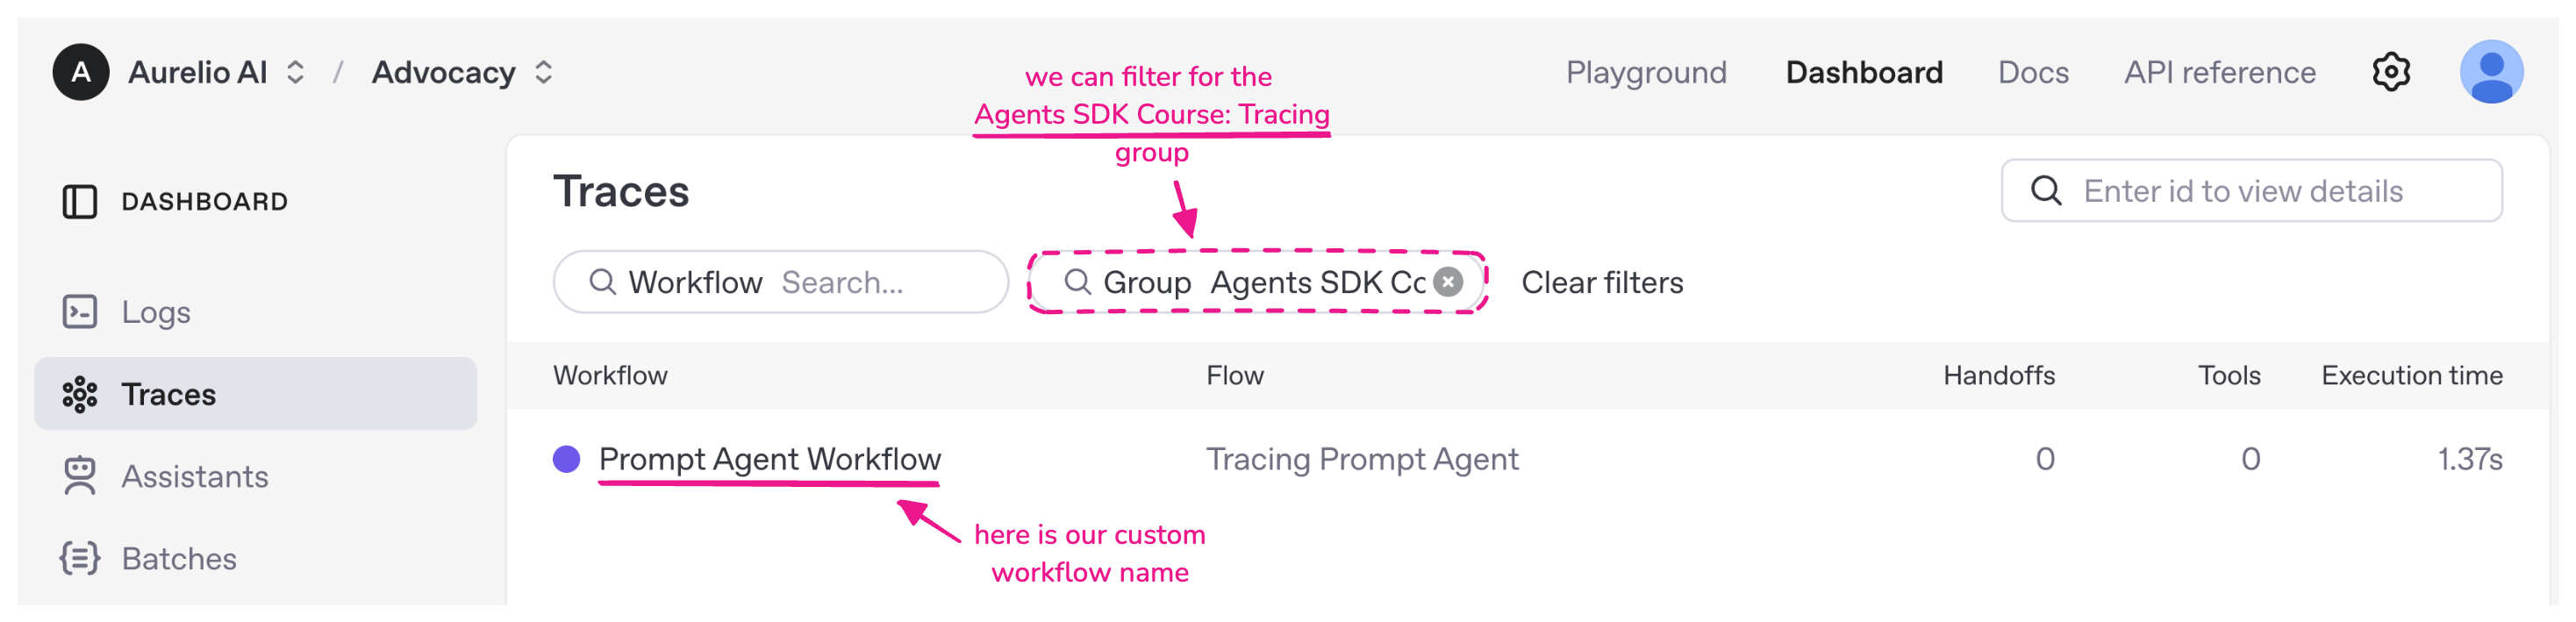 A Aurelio AI / Advocacy
Playground Dashboard Docs API reference
we can filter for the
Agents SDK Course: Tracing
group
DASHBOARD
Logs
Traces
Assistants
Batches
Traces
Enter id to view details
Workflow Search...
Group Agents SDK Co
Clear filters
Workflow Flow Handoffs Tools Execution time
Prompt Agent Workflow Tracing Prompt Agent 0 0 1.37s
here is our custom
workflow name